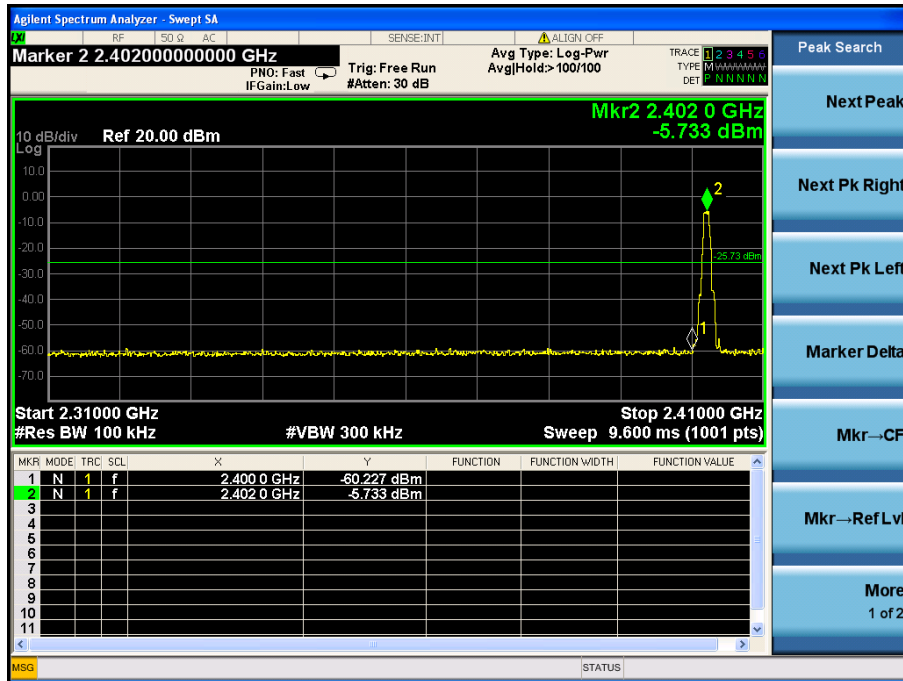 Agilent Spectrum Analyzer - Swept SA
LXI RF 50 Ω AC SENSE:INT ALIGN OFF
Marker 2 2.402000000000 GHz
PNO: Fast
IFGain:Low
Trig: Free Run
#Atten: 30 dB
Avg Type: Log-Pwr
Avg|Hold:>100/100
TRACE 1 2 3 4 5 6
TYPE M WWWWW
DET P N N N N N
Mkr2 2.402 0 GHz
-5.733 dBm
10 dB/div Ref 20.00 dBm
Log
10.0
0.00
-10.0
-20.0
-30.0
-40.0
-50.0
-60.0
-70.0
2
-25.73 dBm
1
Start 2.31000 GHz Stop 2.41000 GHz
#Res BW 100 kHz #VBW 300 kHz Sweep 9.600 ms (1001 pts)
MKR MODE TRC SCL X Y FUNCTION FUNCTION WIDTH FUNCTION VALUE
1 N 1 f 2.400 0 GHz -60.227 dBm
2 N 1 f 2.402 0 GHz -5.733 dBm
3
4
5
6
7
8
9
10
11
MSG STATUS
Peak Search
Next Peak
Next Pk Right
Next Pk Left
Marker Delta
Mkr→CF
Mkr→Ref Lvl
More
1 of 2